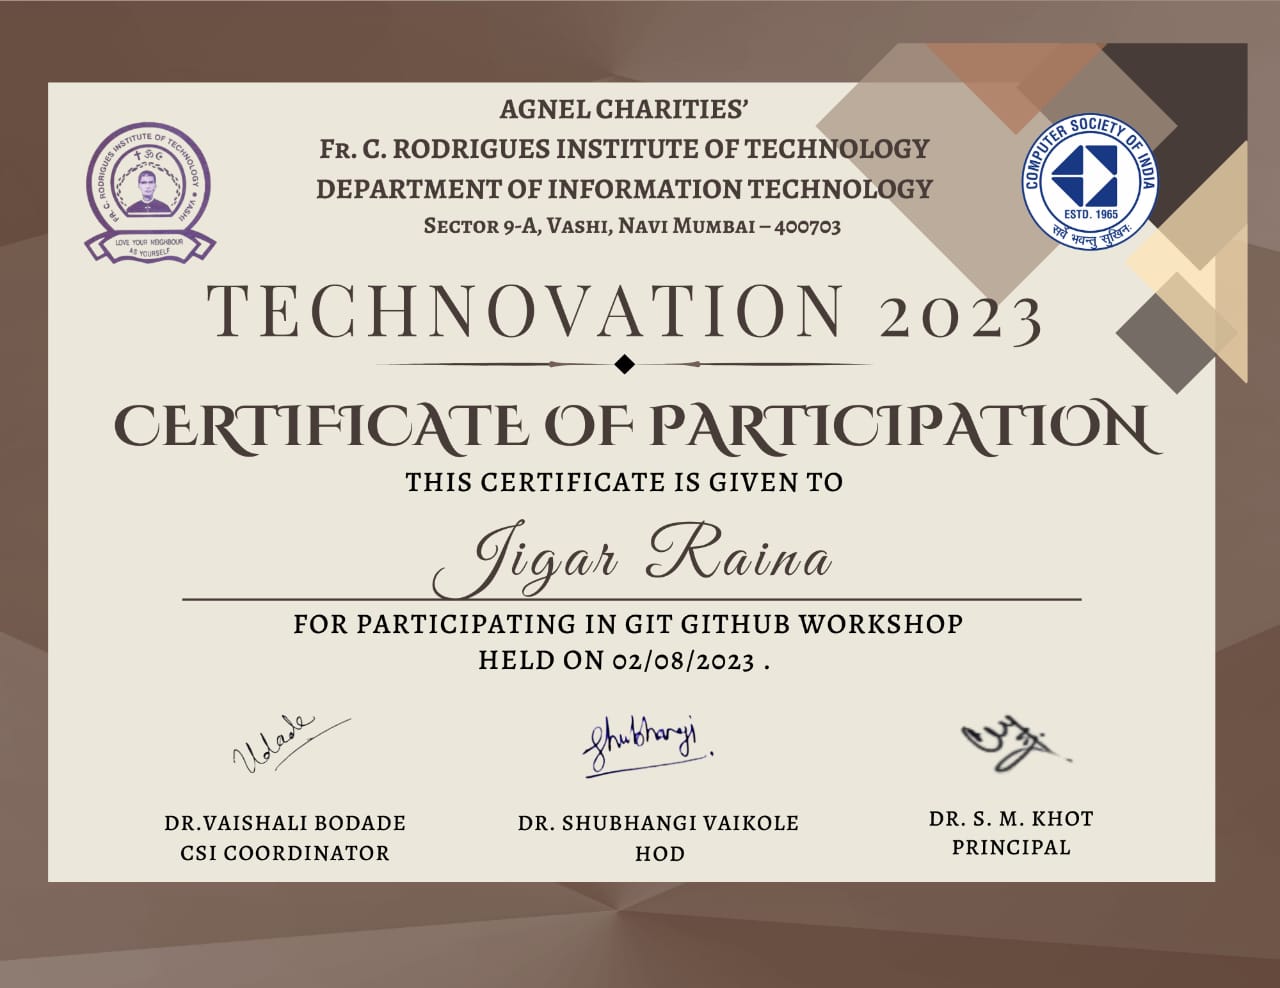 AGNEL CHARITIES’
FR. C. RODRIGUES INSTITUTE OF TECHNOLOGY
DEPARTMENT OF INFORMATION TECHNOLOGY
SECTOR 9-A, VASHI, NAVI MUMBAI – 400703
FR. C. RODRIGUES INSTITUTE OF TECHNOLOGY • VASHI
ॐ
LOVE YOUR NEIGHBOUR
AS YOURSELF
COMPUTER SOCIETY OF INDIA
ESTD. 1965
सर्वे भवन्तु सुखिनः
TECHNOVATION 2023
CERTIFICATE OF PARTICIPATION
THIS CERTIFICATE IS GIVEN TO
Jigar Raina
FOR PARTICIPATING IN GIT GITHUB WORKSHOP
HELD ON 02/08/2023 .
Shubhangi
DR.VAISHALI BODADE
CSI COORDINATOR
DR. SHUBHANGI VAIKOLE
HOD
DR. S. M. KHOT
PRINCIPAL